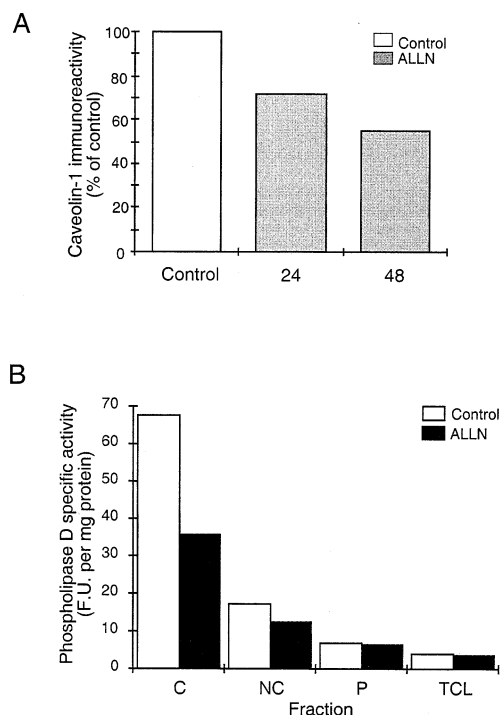 A
Caveolin-1 immunoreactivity
(% of control)
100
80
60
40
20
0
Control
ALLN
Control
24
48
B
Phospholipase D specific activity
(F.U. per mg protein)
70
60
50
40
30
20
10
0
Control
ALLN
C
NC
P
TCL
Fraction